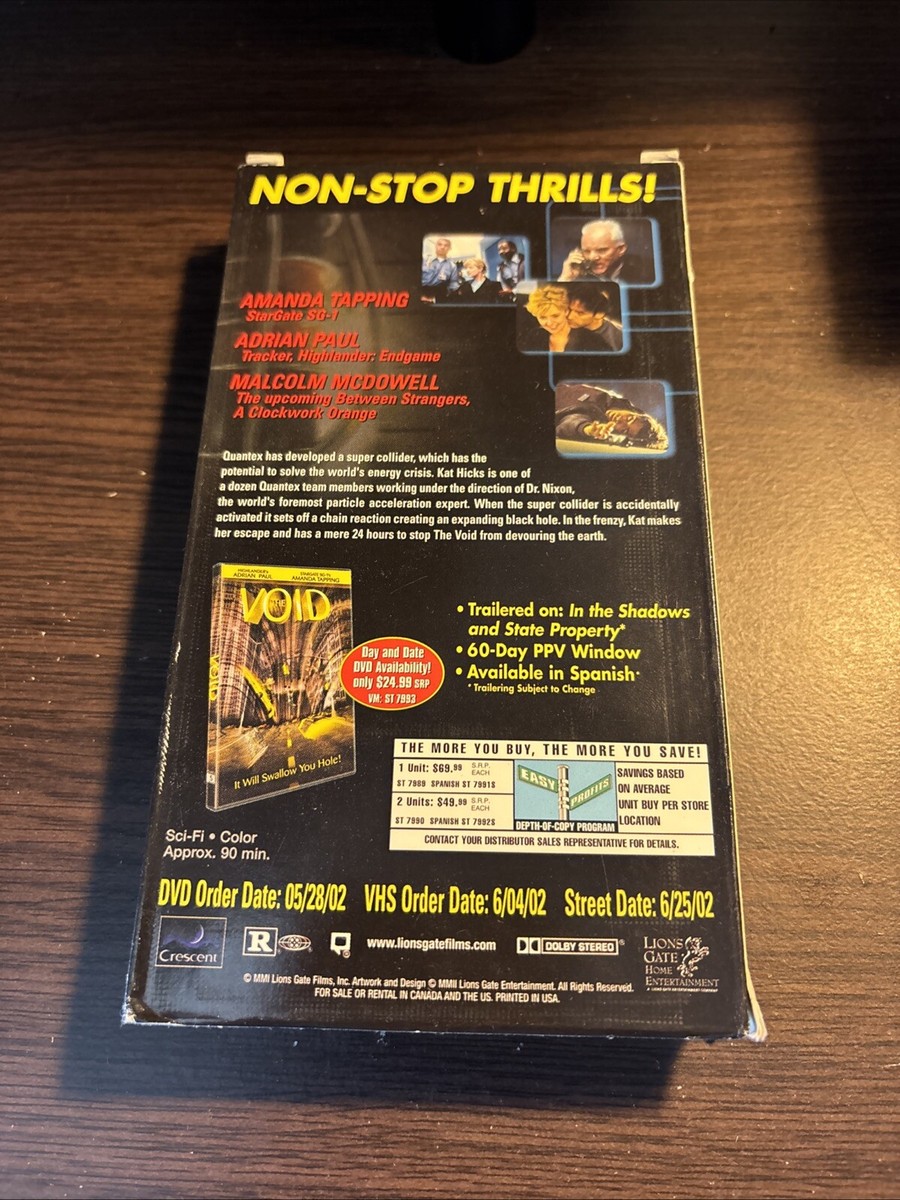 NON-STOP THRILLS!
AMANDA TAPPING
StarGate SG-1
ADRIAN PAUL
Tracker, Highlander: Endgame
MALCOLM MCDOWELL
The upcoming Between Strangers,
A Clockwork Orange
Quantex has developed a super collider, which has the
potential to solve the world's energy crisis. Kat Hicks is one of
a dozen Quantex team members working under the direction of Dr. Nixon,
the world's foremost particle acceleration expert. When the super collider is accidentally
activated it sets off a chain reaction creating an expanding black hole. In the frenzy, Kat makes
her escape and has a mere 24 hours to stop The Void from devouring the earth.
HIGHLANDER'S
ADRIAN PAUL
STARGATE SG-1'S
AMANDA TAPPING
THE
VOID
VOID
It Will Swallow You Hole!
Day and Date
DVD Availability!
only $24.99 SRP
VM: ST 7993
• Trailered on: In the Shadows
and State Property*
• 60-Day PPV Window
• Available in Spanish*
*Trailering Subject to Change
THE MORE YOU BUY, THE MORE YOU SAVE!
1 Unit: $69.99 S.R.P. EACH
ST 7989 SPANISH ST 7991S
2 Units: $49.99 S.R.P. EACH
ST 7990 SPANISH ST 7992S
EASY
PROFITS
DEPTH-OF-COPY PROGRAM
SAVINGS BASED
ON AVERAGE
UNIT BUY PER STORE
LOCATION
CONTACT YOUR DISTRIBUTOR SALES REPRESENTATIVE FOR DETAILS.
Sci-Fi • Color
Approx. 90 min.
DVD Order Date: 05/28/02 VHS Order Date: 6/04/02 Street Date: 6/25/02
Crescent
R
www.lionsgatefilms.com
DOLBY STEREO®
LIONS
GATE
HOME
ENTERTAINMENT
A LIONS GATE ENTERTAINMENT COMPANY
© MMI Lions Gate Films, Inc. Artwork and Design © MMII Lions Gate Entertainment. All Rights Reserved.
FOR SALE OR RENTAL IN CANADA AND THE US. PRINTED IN USA.